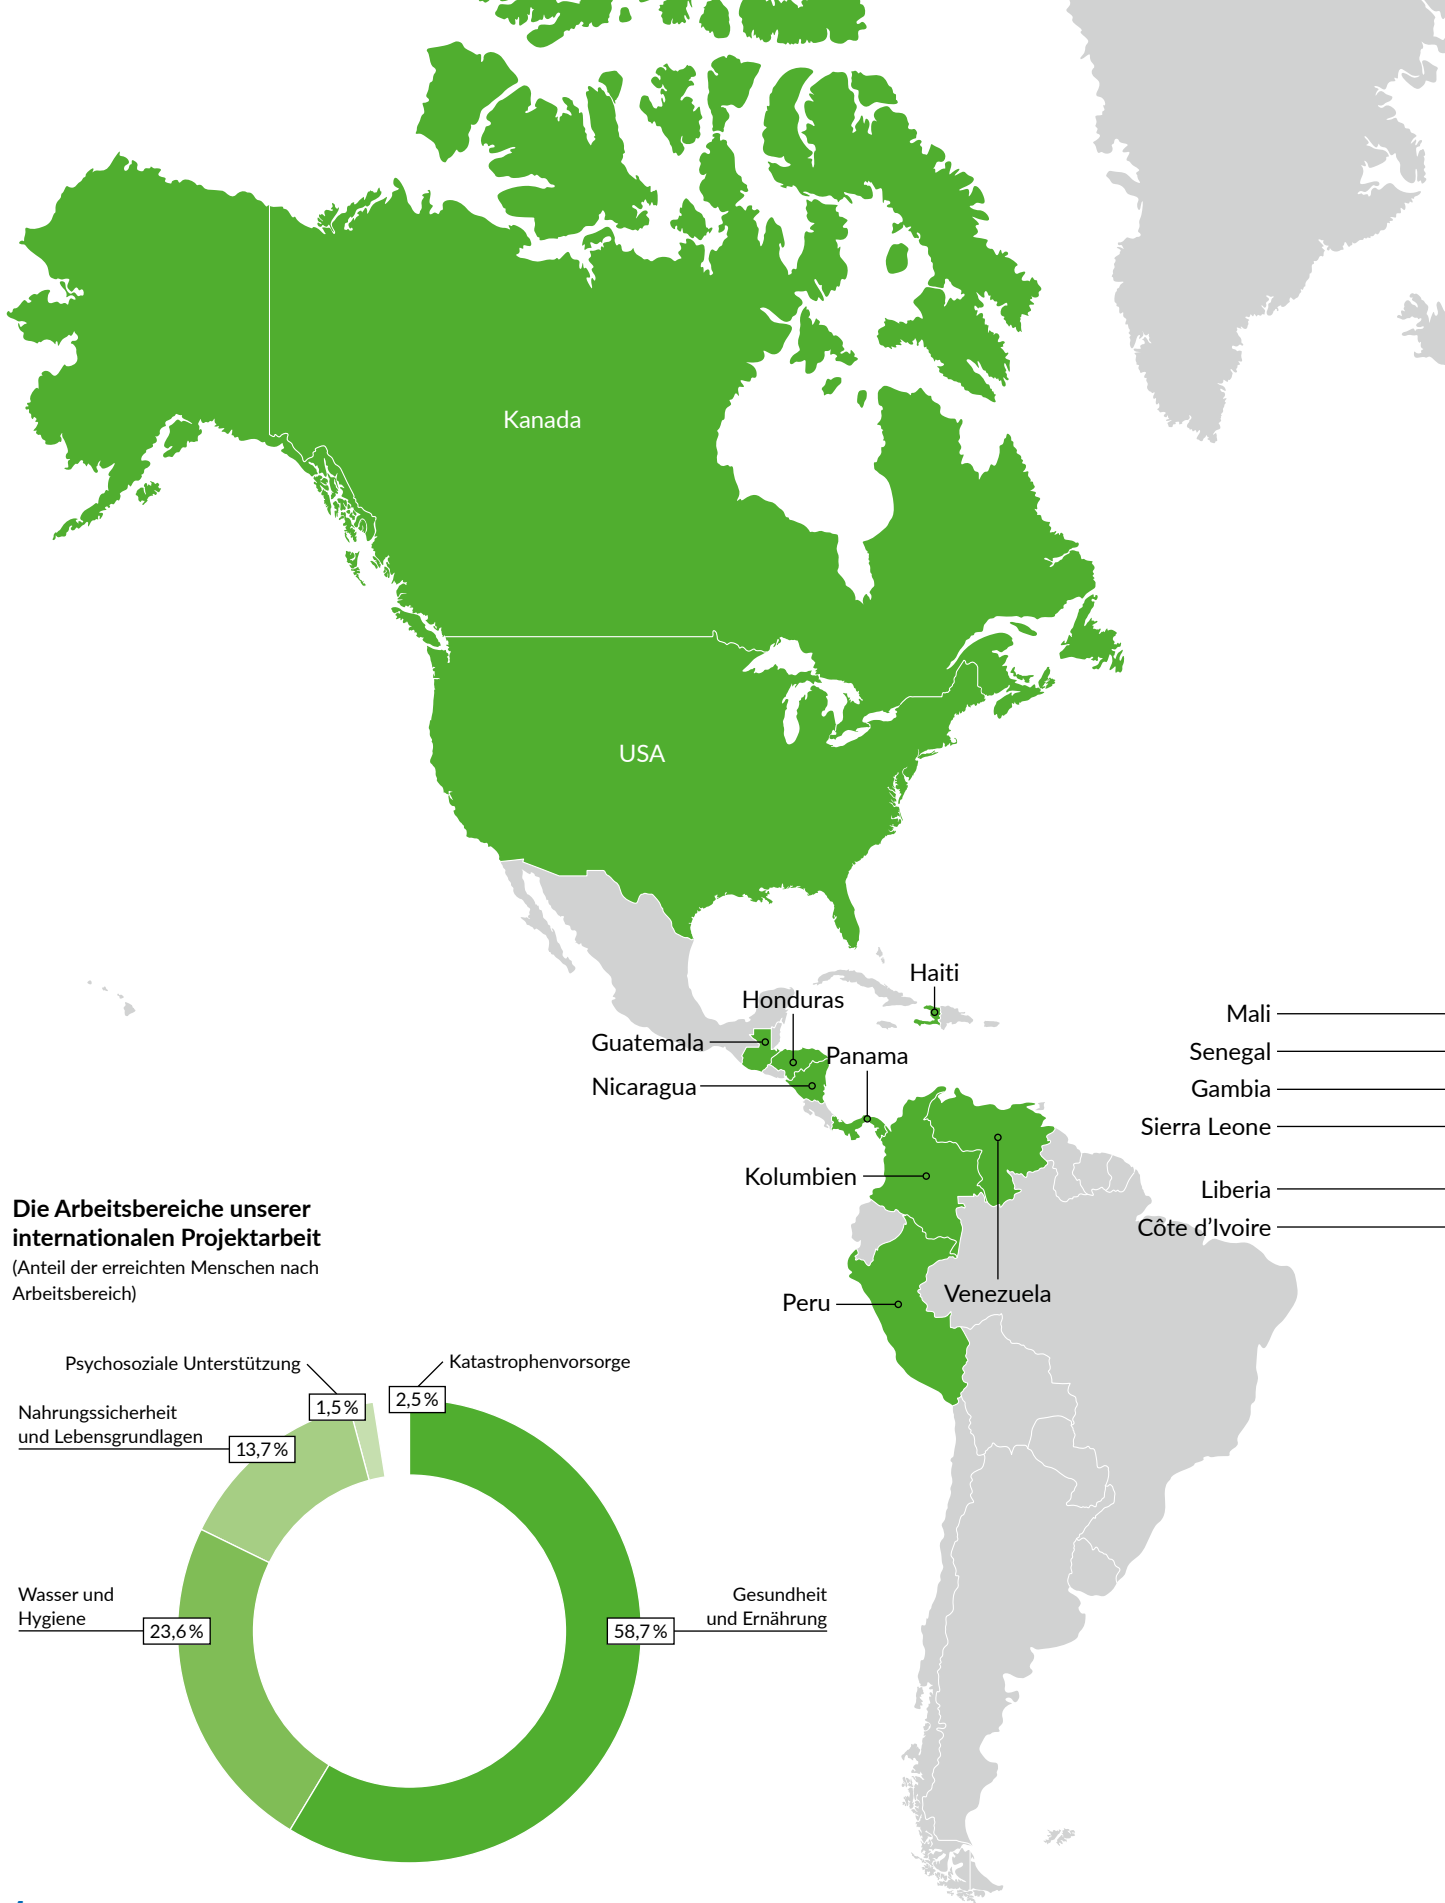 Kanada
USA
Haiti
Honduras
Guatemala
Panama
Nicaragua
Mali
Senegal
Gambia
Sierra Leone
Kolumbien
Liberia
Côte d’Ivoire
Venezuela
Peru
Die Arbeitsbereiche unserer
internationalen Projektarbeit
(Anteil der erreichten Menschen nach
Arbeitsbereich)
Psychosoziale Unterstützung
1,5 %
Katastrophenvorsorge
2,5 %
Nahrungssicherheit
und Lebensgrundlagen
13,7 %
Wasser und
Hygiene
23,6 %
Gesundheit
und Ernährung
58,7 %